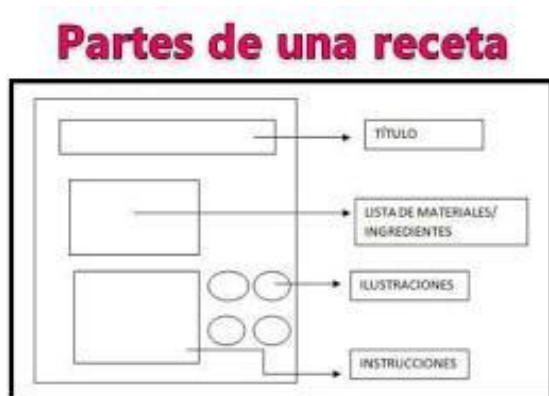 Partes de una receta
TÍTULO
LISTA DE MATERIALES/
INGREDIENTES
ILUSTRACIONES
INSTRUCCIONES